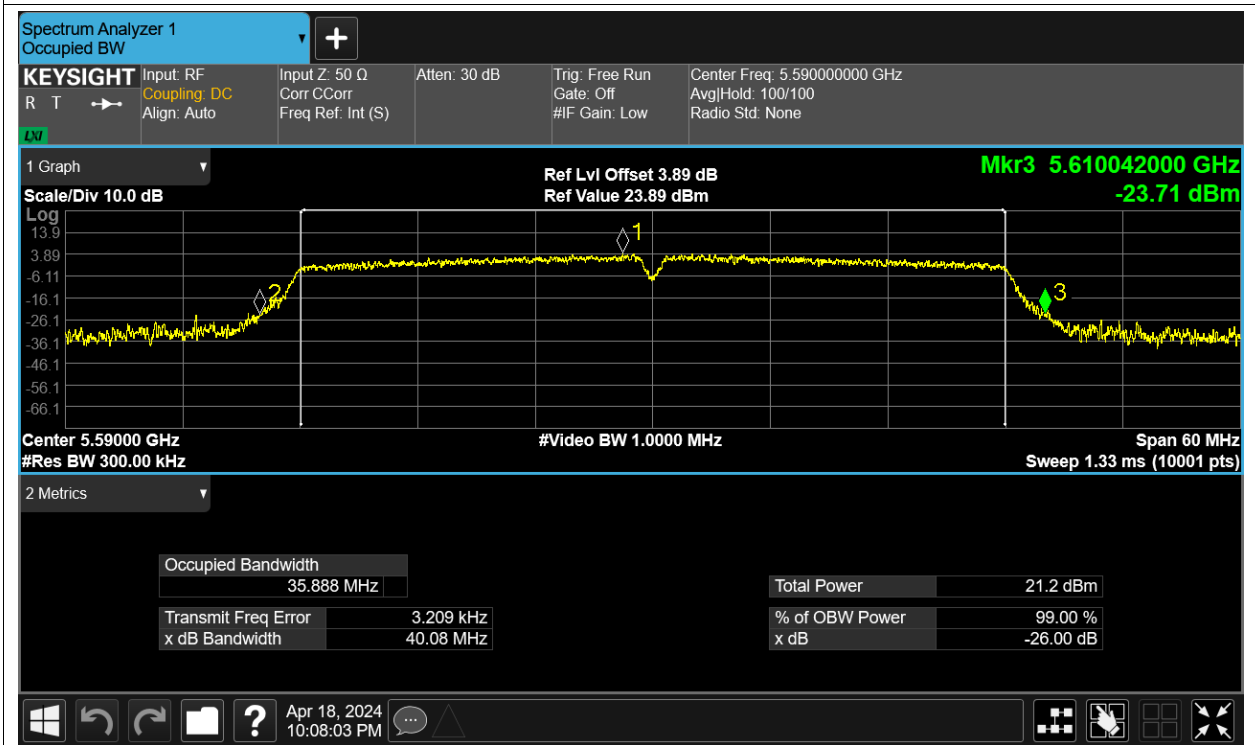 Spectrum Analyzer 1
Occupied BW
KEYSIGHT
R T
LXI
Input: RF
Coupling: DC
Align: Auto
Input Z: 50 Ω
Corr CCorr
Freq Ref: Int (S)
Atten: 30 dB
Trig: Free Run
Gate: Off
#IF Gain: Low
Center Freq: 5.590000000 GHz
Avg|Hold: 100/100
Radio Std: None
1 Graph
Scale/Div 10.0 dB
Ref Lvl Offset 3.89 dB
Ref Value 23.89 dBm
Mkr3 5.610042000 GHz
-23.71 dBm
Log
13.9
3.89
-6.11
-16.1
-26.1
-36.1
-46.1
-56.1
-66.1
1
2
3
Center 5.59000 GHz
#Video BW 1.0000 MHz
Span 60 MHz
#Res BW 300.00 kHz
Sweep 1.33 ms (10001 pts)
2 Metrics
Occupied Bandwidth
35.888 MHz
Total Power 21.2 dBm
Transmit Freq Error 3.209 kHz
% of OBW Power 99.00 %
x dB Bandwidth 40.08 MHz
x dB -26.00 dB
?
Apr 18, 2024
10:08:03 PM